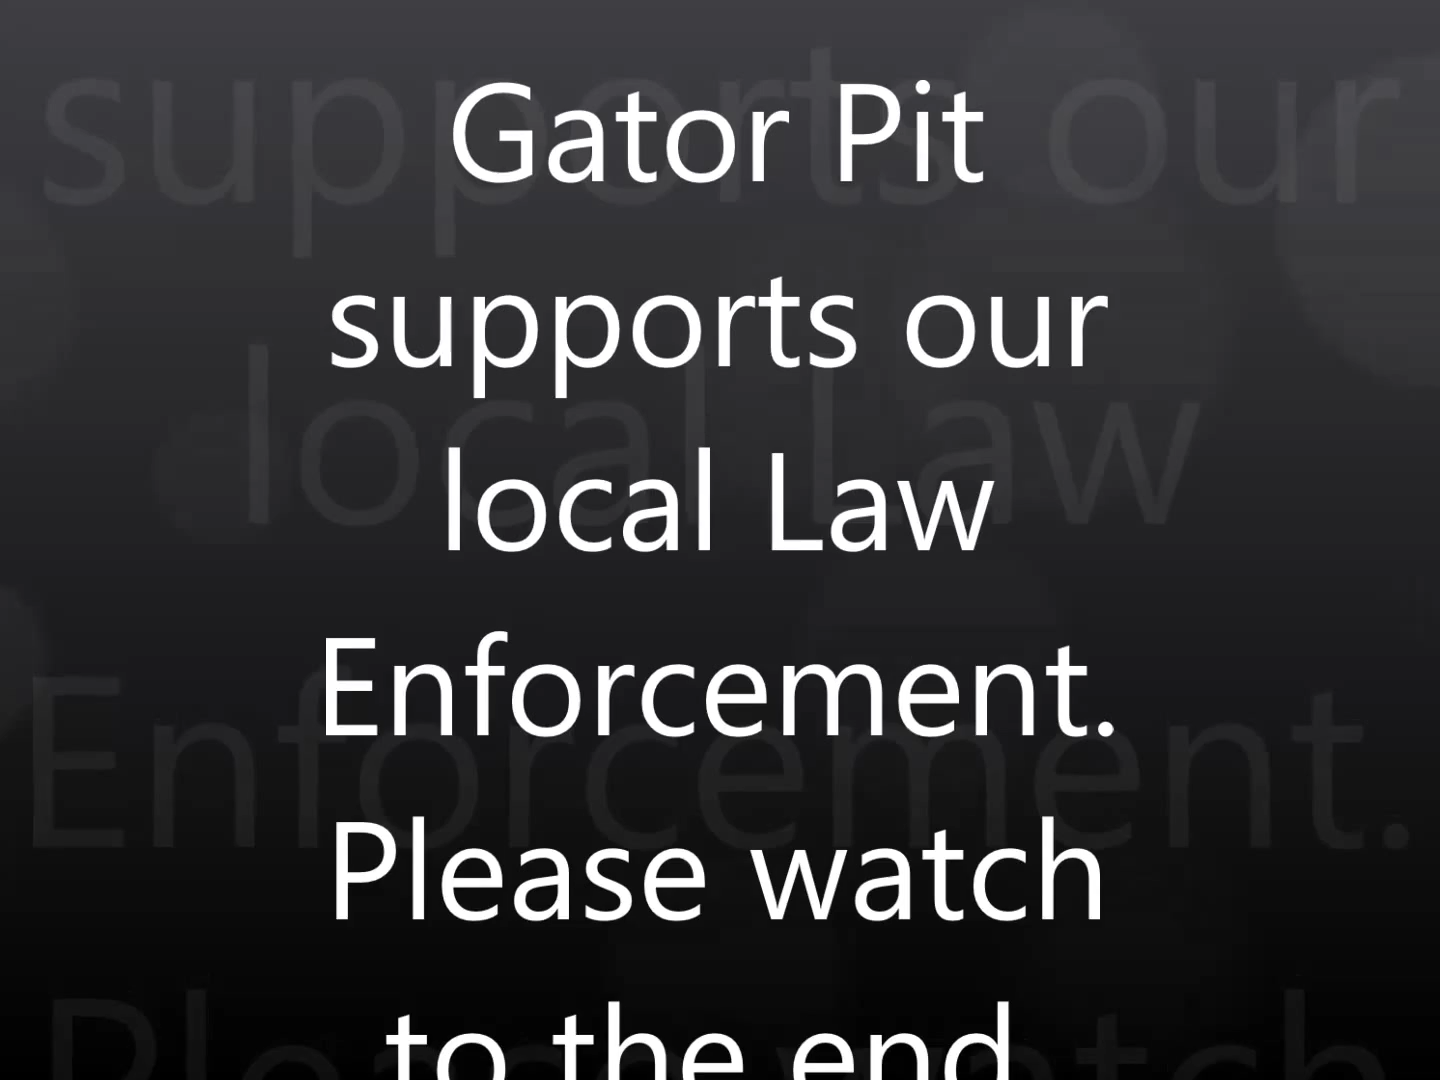 Gator Pit
supports our
local Law
Enforcement.
Please watch
to the end